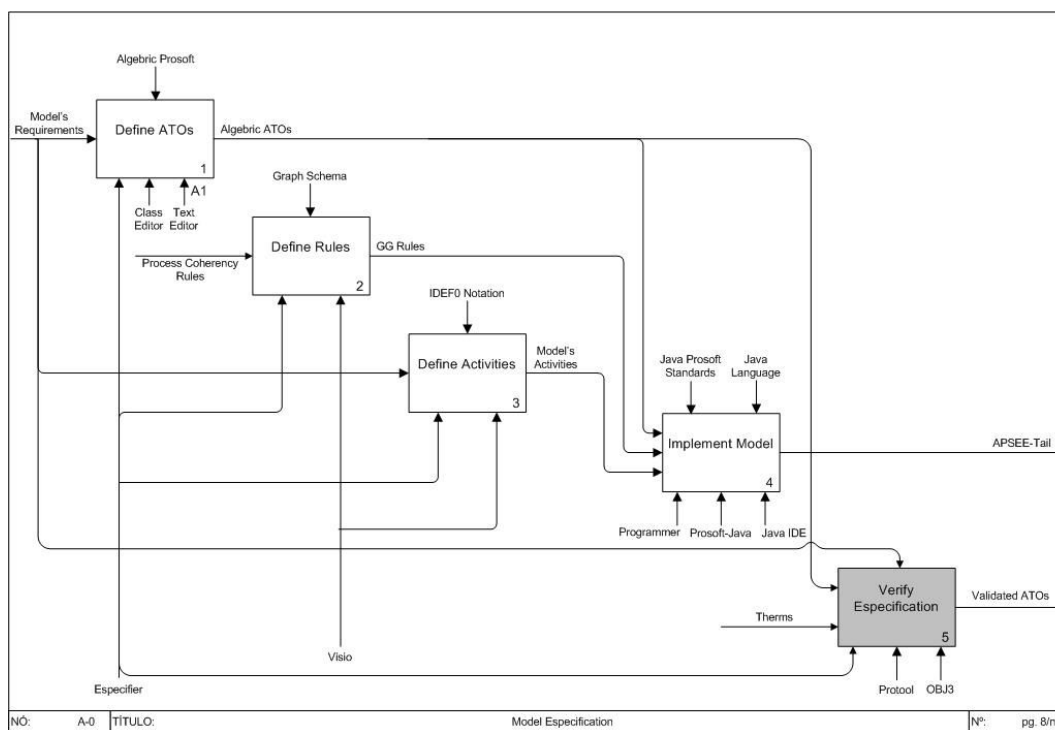 Algebric Prosoft
Model's
Requirements
Define ATOs
1
Algebric ATOs
A1
Class
Editor
Text
Editor
Graph Schema
Define Rules
2
GG Rules
Process Coherency
Rules
IDEF0 Notation
Define Activities
3
Model's
Activities
Java Prosoft
Standards
Java
Language
Implement Model
4
APSEE-Tail
Programmer
Prosoft-Java
Java IDE
Verify
Especification
5
Validated ATOs
Therms
Visio
Especifier
Protool
OBJ3
NÓ:
A-0
TÍTULO:
Model Especification
Nº:
pg. 8/n